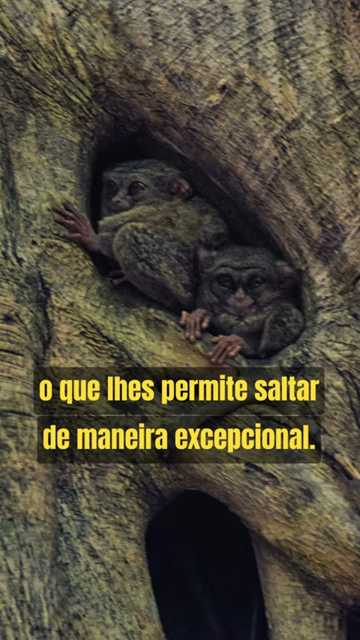 o que lhes permite saltar
de maneira excepcional.